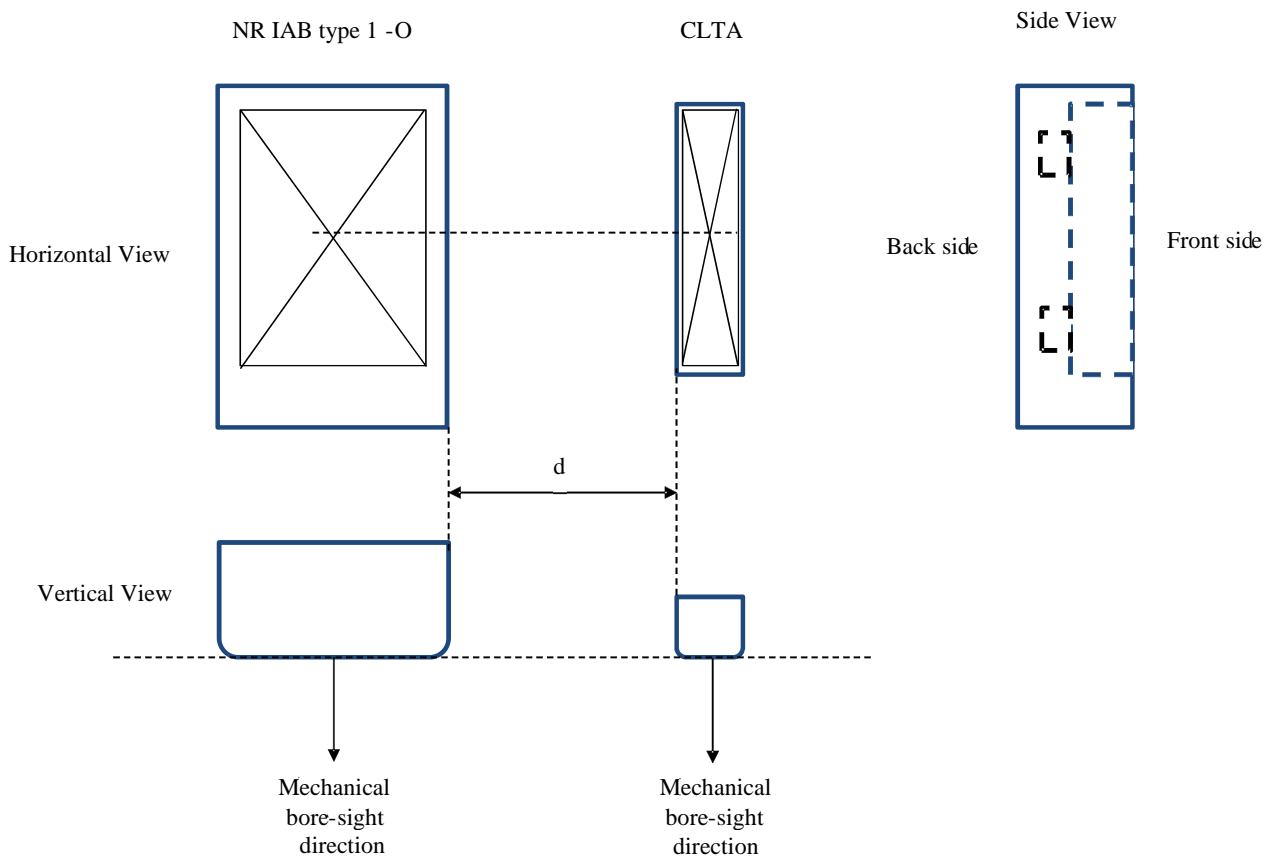 NR IAB type 1 -O
CLTA
Side View
Horizontal View
Back side
Front side
d
Vertical View
Mechanical
bore-sight
direction
Mechanical
bore-sight
direction